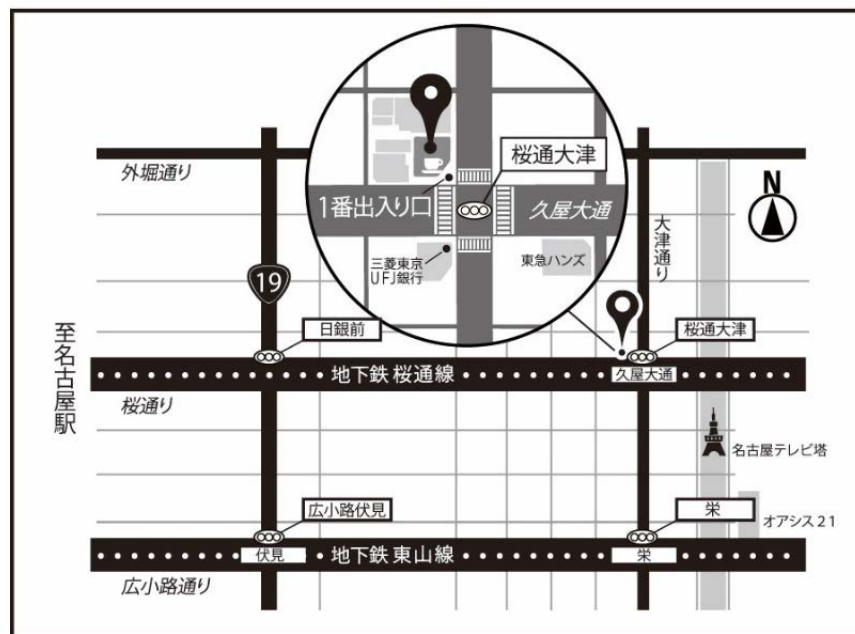 桜通大津
1番出入り口
久屋大通
三菱東京
UFJ銀行
東急ハンズ
外堀通り
N
大津通り
19
日銀前
桜通大津
至名古屋駅
地下鉄 桜通線
久屋大通
桜通り
名古屋テレビ塔
広小路伏見
栄
オアシス21
伏見
地下鉄 東山線
栄
広小路通り